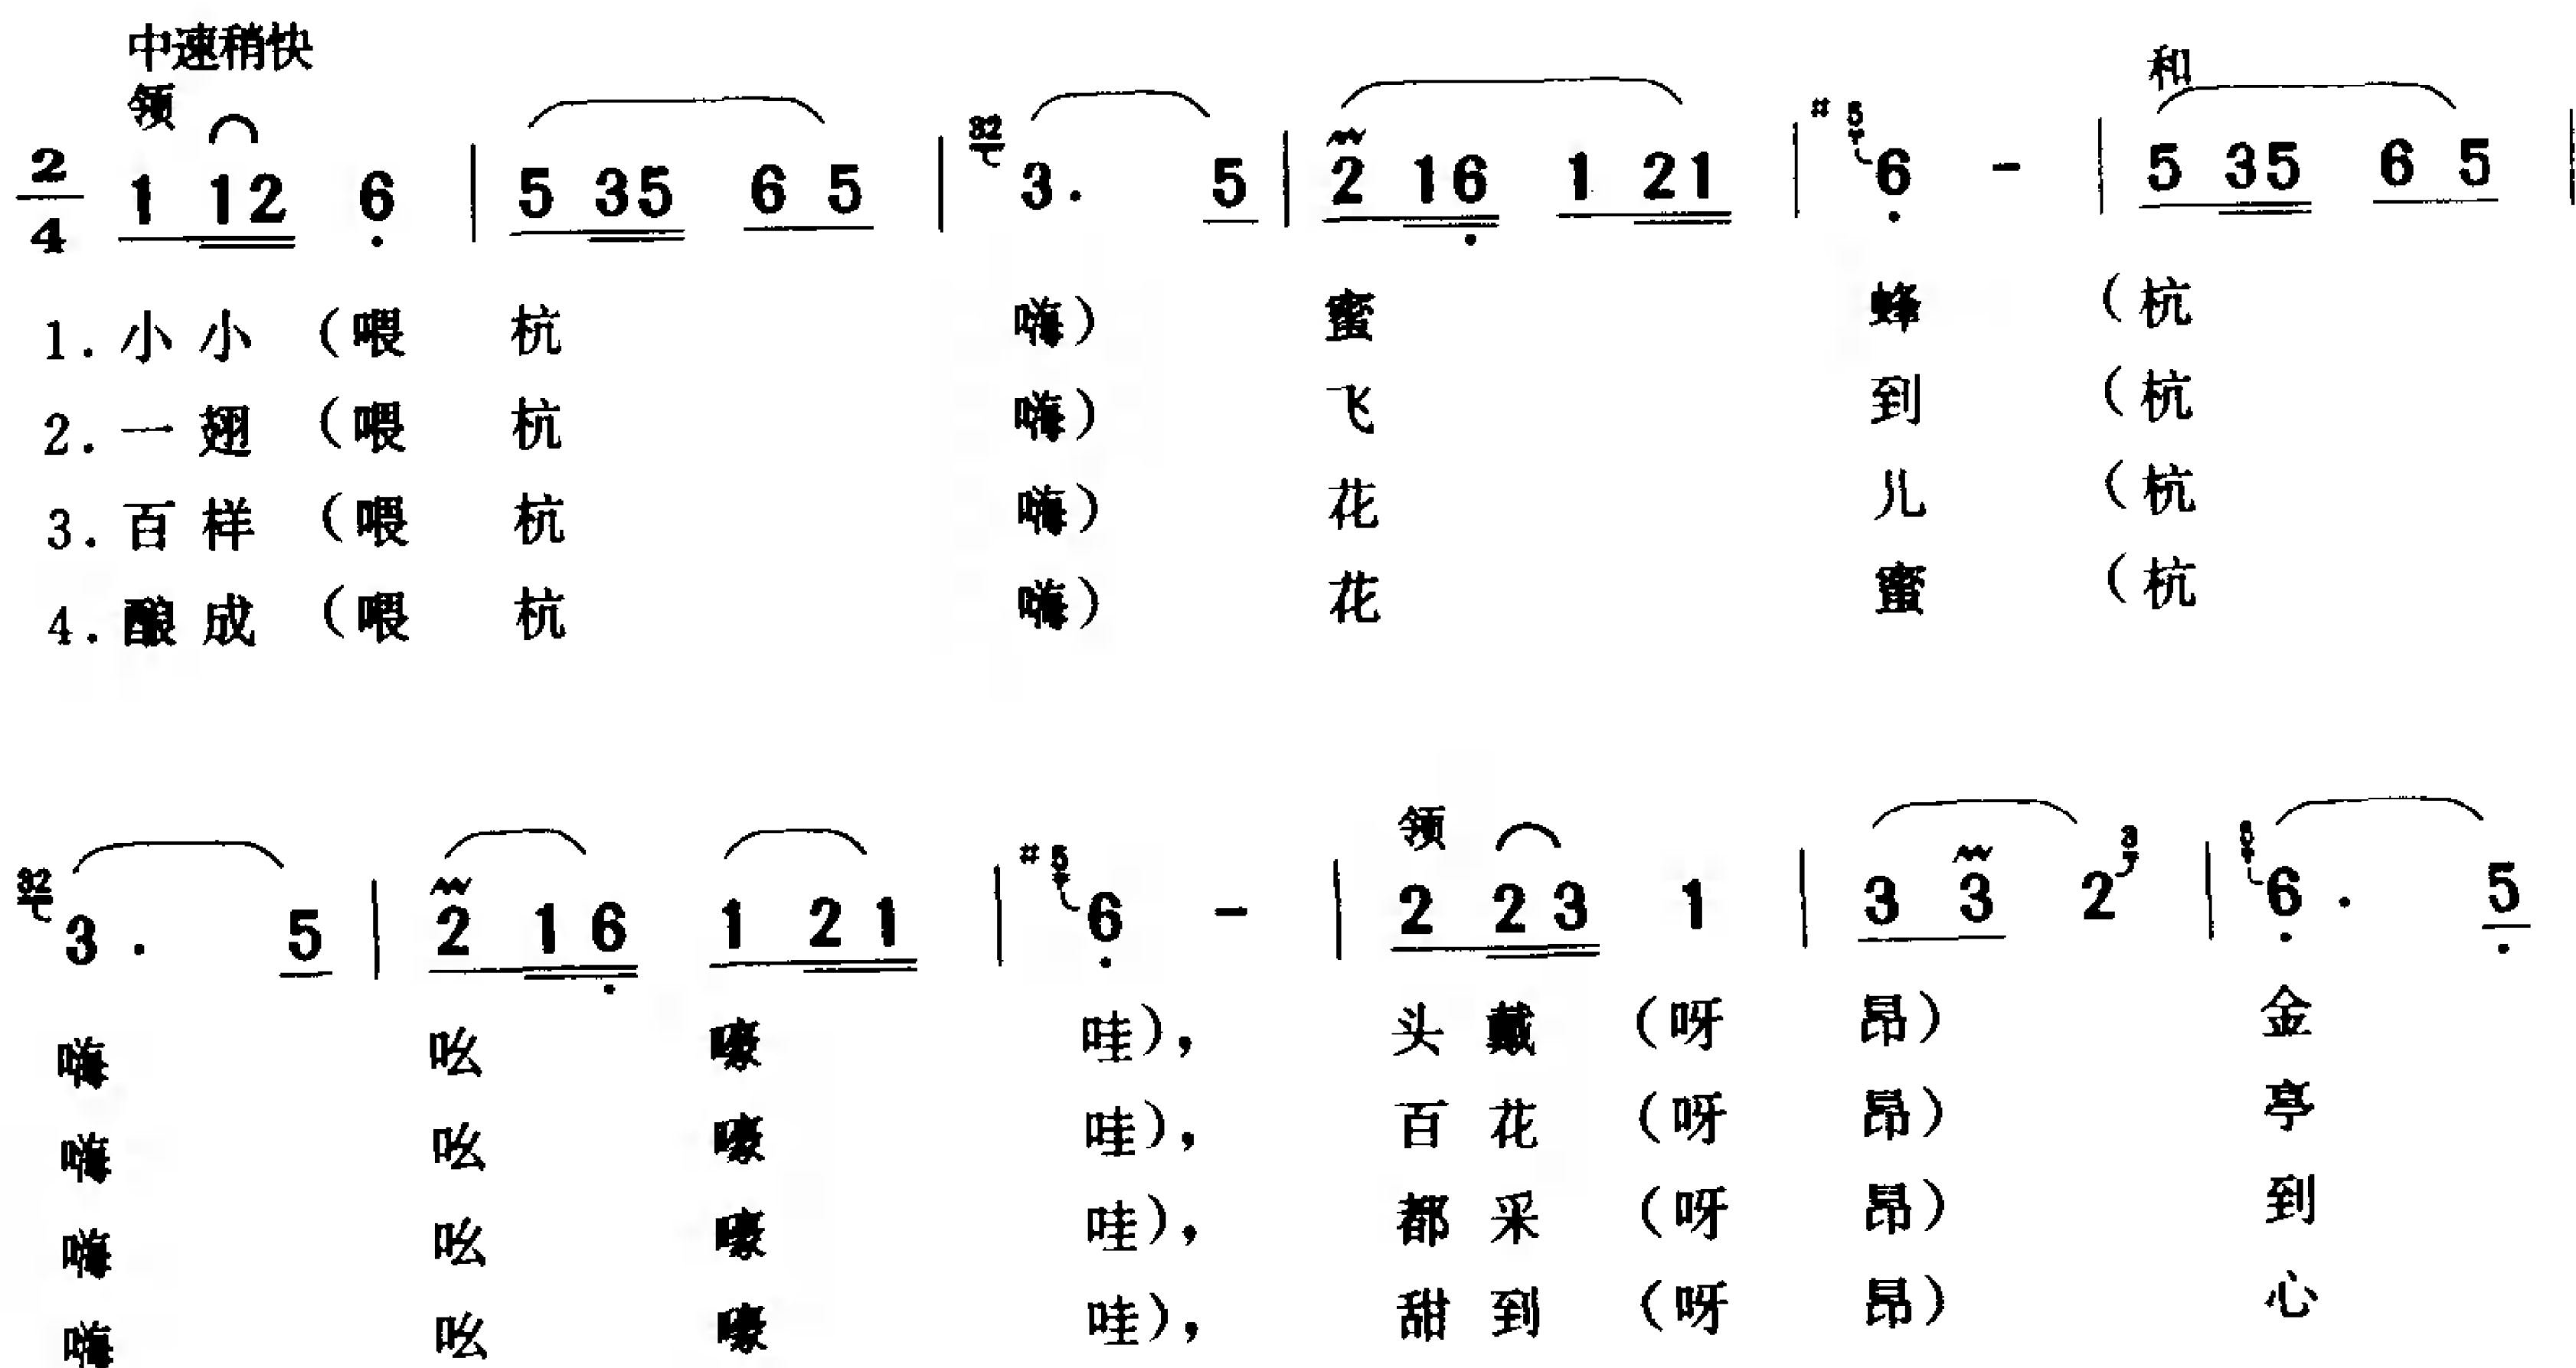 中速稍快
领 和
2/4 1 12 6 | 5 35 6 5 | 32 3. 5 | 2 16 1 21 | #5 6 - | 5 35 6 5 |
1. 小 小 （喂 杭 嗨） 蜜 蜂 （杭
2. 一 翅 （喂 杭 嗨） 飞 到 （杭
3. 百 样 （喂 杭 嗨） 花 儿 （杭
4. 酿 成 （喂 杭 嗨） 花 蜜 （杭
领
32 3. 5 | 2 16 1 21 | #5 6 - | 2 23 1 | 3 3 2 3 | 6. 5
嗨 吆 嚎 哇）， 头 戴 （呀 昂） 金
嗨 吆 嚎 哇）， 百 花 （呀 昂） 亭
嗨 吆 嚎 哇）， 都 采 （呀 昂） 到
嗨 吆 嚎 哇）， 甜 到 （呀 昂） 心